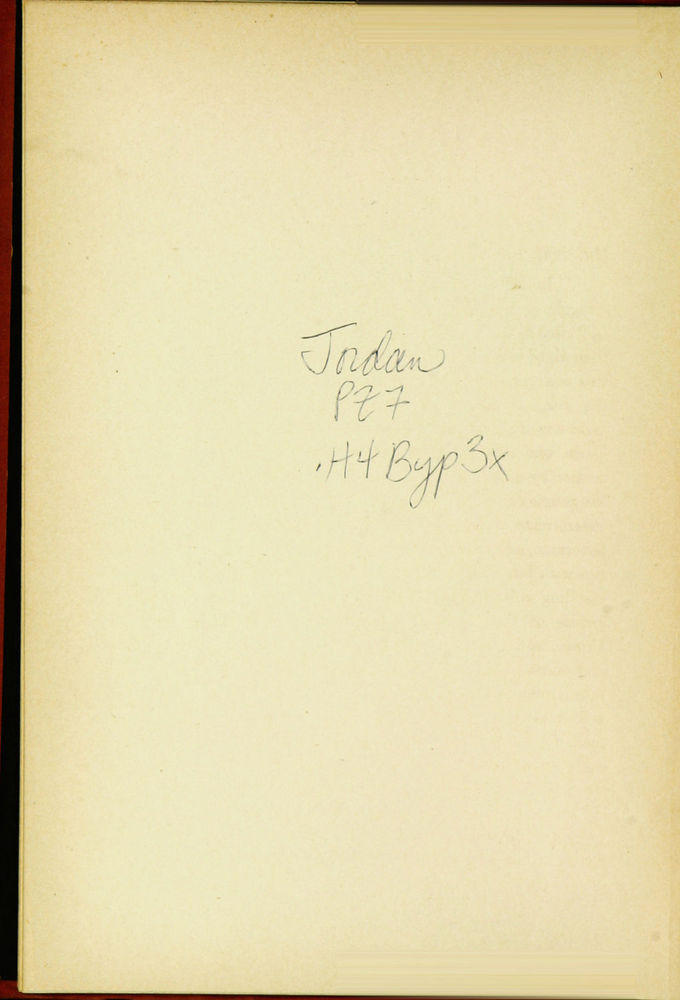 Jordan
PZ7
.H4 Byp3x